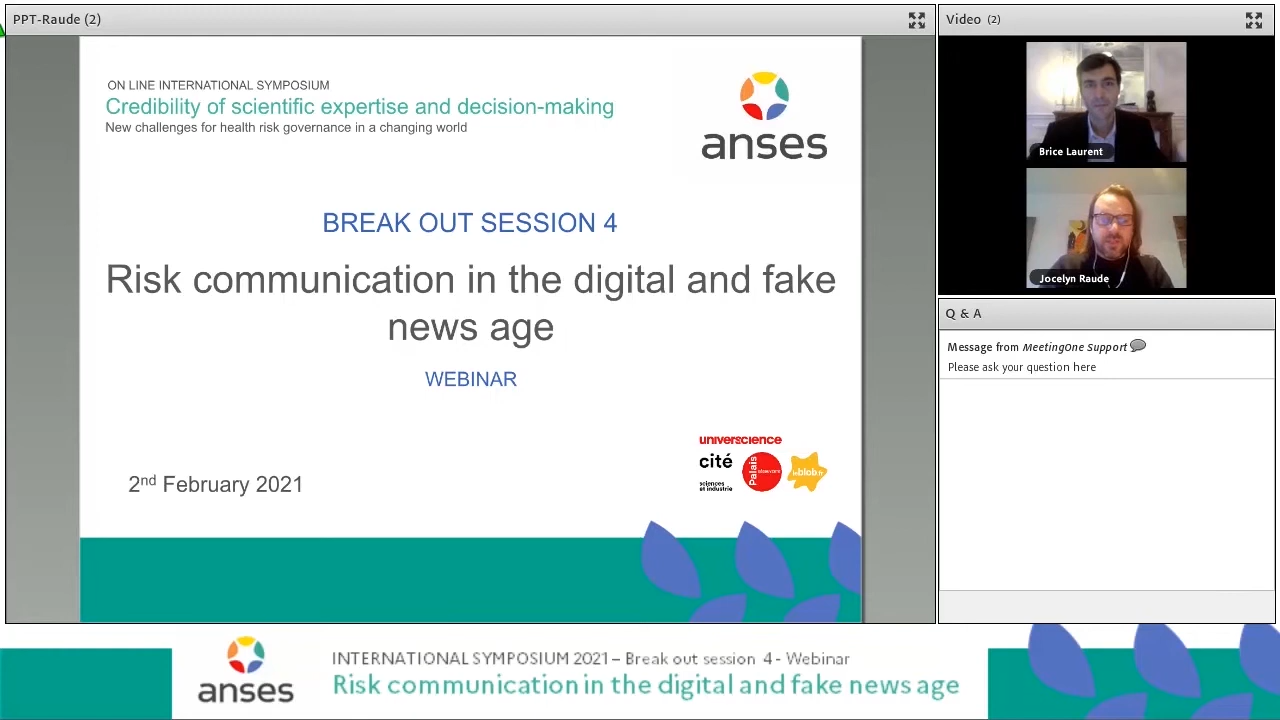 PPT-Raude (2)
ON LINE INTERNATIONAL SYMPOSIUM
Credibility of scientific expertise and decision-making
New challenges for health risk governance in a changing world
anses
BREAK OUT SESSION 4
Risk communication in the digital and fake
news age
WEBINAR
2nd February 2021
universcience
cité
sciences
et industrie
Palais
découverte
leblob.fr
Video (2)
Brice Laurent
Jocelyn Raude
Q & A
Message from MeetingOne Support
Please ask your question here
anses
INTERNATIONAL SYMPOSIUM 2021 – Break out session 4 - Webinar
Risk communication in the digital and fake news age